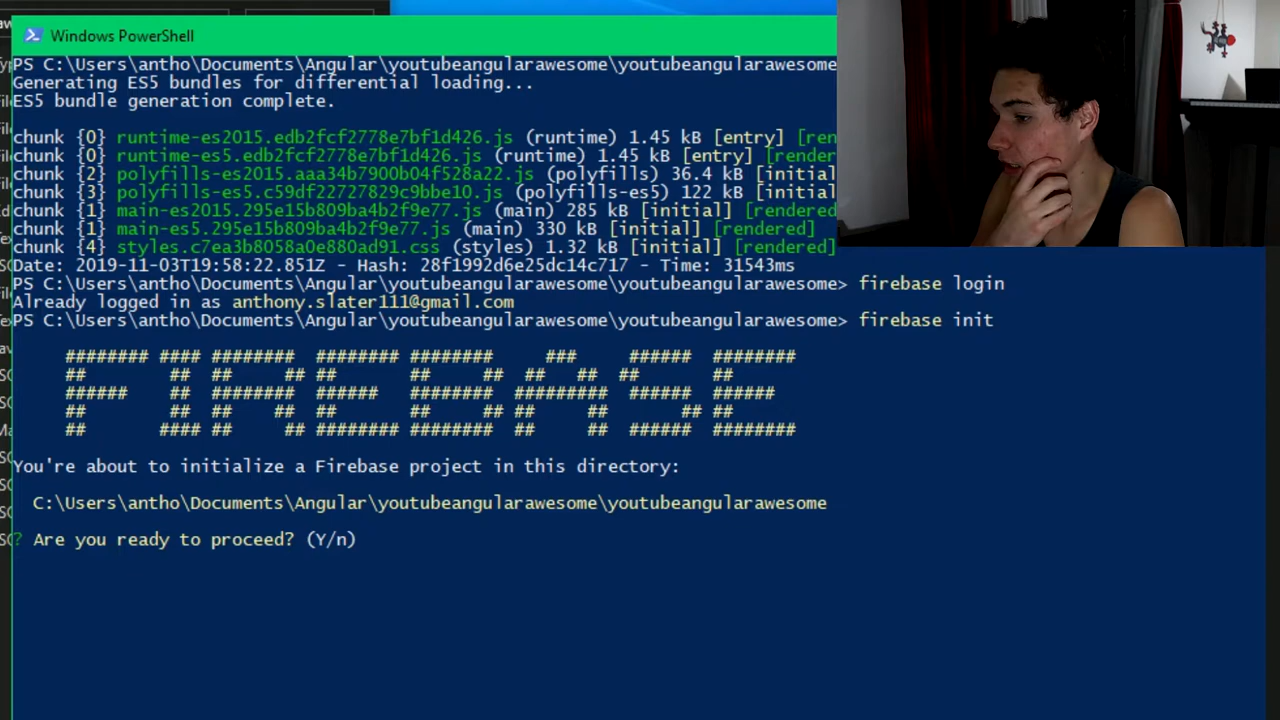 Windows PowerShell
PS C:\Users\antho\Documents\Angular\youtubeangularawesome\youtubeangularawesome
Generating ES5 bundles for differential loading...
ES5 bundle generation complete.
chunk {0} runtime-es2015.edb2fcf2778e7bf1d426.js (runtime) 1.45 kB [entry] [ren
chunk {0} runtime-es5.edb2fcf2778e7bf1d426.js (runtime) 1.45 kB [entry] [render
chunk {2} polyfills-es2015.aaa34b7900b04f528a22.js (polyfills) 36.4 kB [initial
chunk {3} polyfills-es5.c59df22727829c9bbe10.js (polyfills-es5) 122 kB [initia
chunk {1} main-es2015.295e15b809ba4b2f9e77.js (main) 285 kB [initial] [rendered
chunk {1} main-es5.295e15b809ba4b2f9e77.js (main) 330 kB [initial] [rendered]
chunk {4} styles.c7ea3b8058a0e880ad91.css (styles) 1.32 kB [initial] [rendered]
Date: 2019-11-03T19:58:22.851Z - Hash: 28f1992d6e25dc14c717 - Time: 31543ms
PS C:\Users\antho\Documents\Angular\youtubeangularawesome\youtubeangularawesome> firebase login
Already logged in as anthony.slater111@gmail.com
PS C:\Users\antho\Documents\Angular\youtubeangularawesome\youtubeangularawesome> firebase init
FIREBASE
You're about to initialize a Firebase project in this directory:
C:\Users\antho\Documents\Angular\youtubeangularawesome\youtubeangularawesome
? Are you ready to proceed? (Y/n)